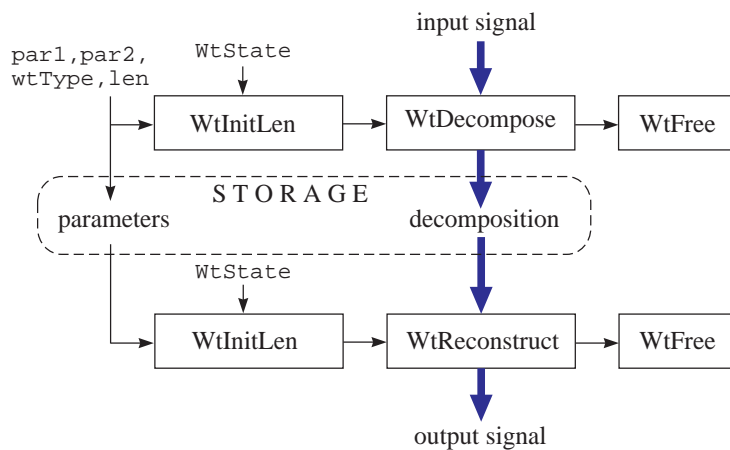 input signal
par1,par2,
wtType,len
WtState
WtInitLen
WtDecompose
WtFree
STORAGE
parameters
decomposition
WtState
WtInitLen
WtReconstruct
WtFree
output signal